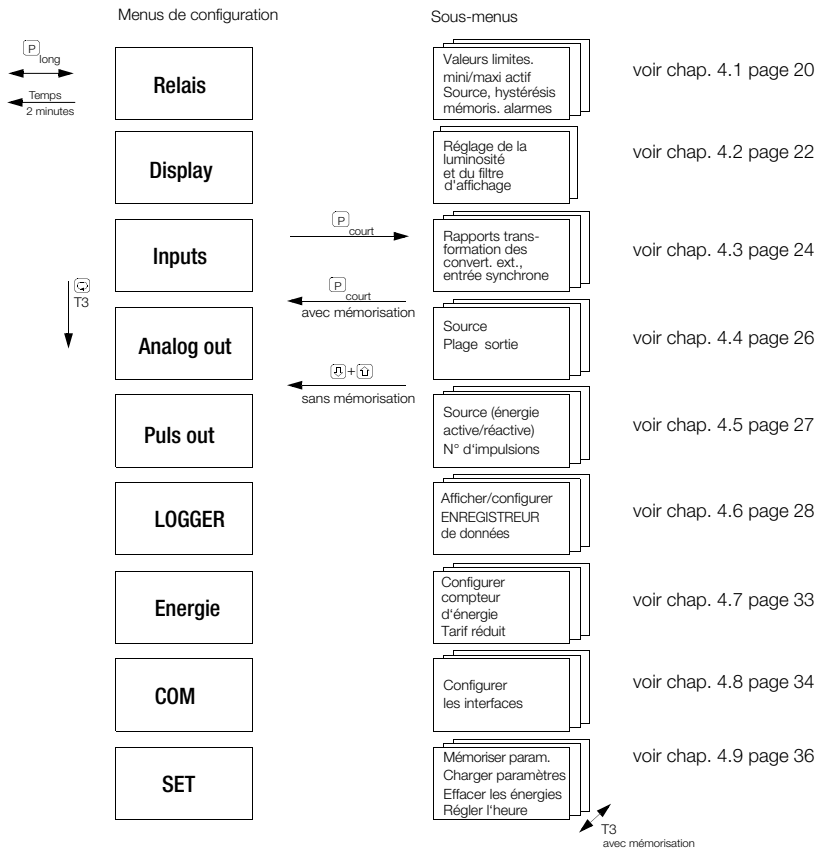 Menus de configuration
Sous-menus
P long
Temps
2 minutes
Relais
Valeurs limites.
mini/maxi actif
Source, hystérésis
mémoris. alarmes
voir chap. 4.1 page 20
Display
Réglage de la
luminosité
et du filtre
d'affichage
voir chap. 4.2 page 22
Inputs
P court
Rapports trans-
formation des
convert. ext.,
entrée synchrone
voir chap. 4.3 page 24
T3
P court
avec mémorisation
Analog out
Source
Plage sortie
voir chap. 4.4 page 26
+
sans mémorisation
Puls out
Source (énergie
active/réactive)
N° d'impulsions
voir chap. 4.5 page 27
LOGGER
Afficher/configurer
ENREGISTREUR
de données
voir chap. 4.6 page 28
Energie
Configurer
compteur
d'énergie
Tarif réduit
voir chap. 4.7 page 33
COM
Configurer
les interfaces
voir chap. 4.8 page 34
SET
Mémoriser param.
Charger paramètres
Effacer les énergies
Régler l'heure
voir chap. 4.9 page 36
T3
avec mémorisation